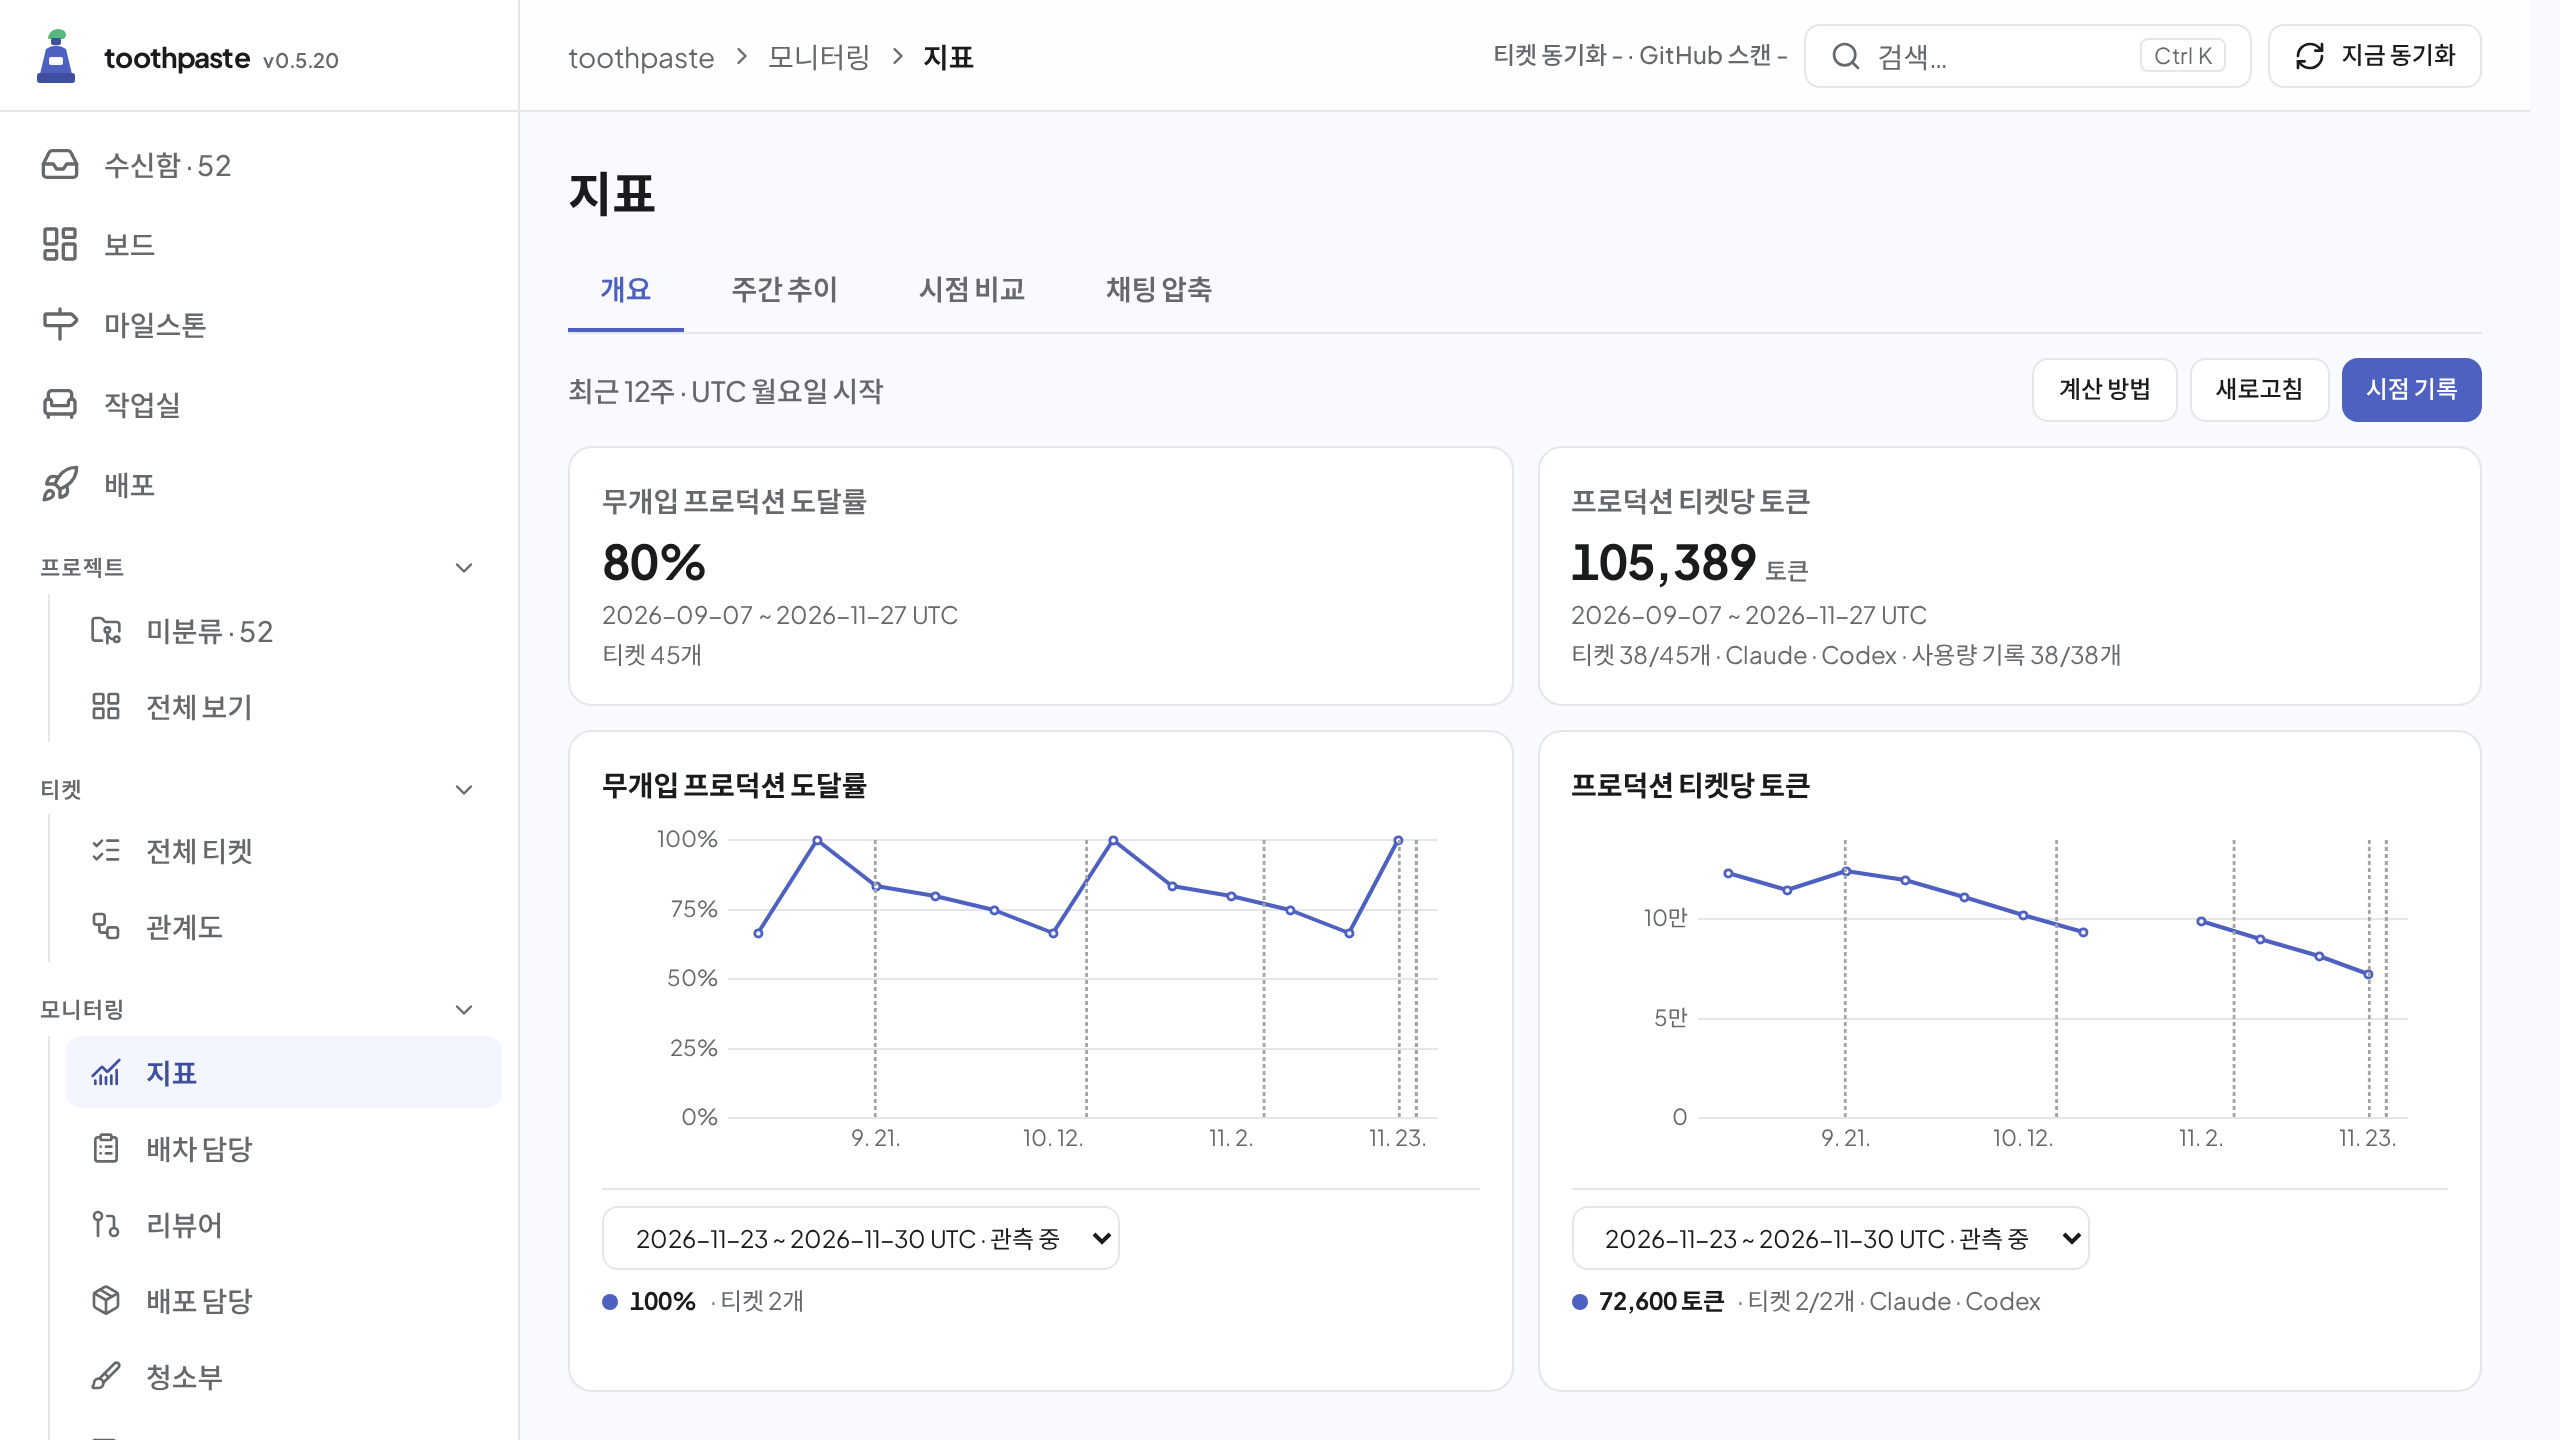 toothpaste v0.5.20
수신함 · 52
보드
마일스톤
작업실
배포
프로젝트
미분류 · 52
전체 보기
티켓
전체 티켓
관계도
모니터링
지표
배차 담당
리뷰어
배포 담당
청소부
toothpaste > 모니터링 > 지표
티켓 동기화 - · GitHub 스캔 -
검색...
Ctrl K
지금 동기화
지표
개요
주간 추이
시점 비교
채팅 압축
최근 12주 · UTC 월요일 시작
계산 방법
새로고침
시점 기록
무개입 프로덕션 도달률
80%
2026-09-07 ~ 2026-11-27 UTC
티켓 45개
프로덕션 티켓당 토큰
105,389 토큰
2026-09-07 ~ 2026-11-27 UTC
티켓 38/45개 · Claude · Codex · 사용량 기록 38/38개
무개입 프로덕션 도달률
100%
75%
50%
25%
0%
9. 21.
10. 12.
11. 2.
11. 23.
2026-11-23 ~ 2026-11-30 UTC · 관측 중
100% · 티켓 2개
프로덕션 티켓당 토큰
10만
5만
0
9. 21.
10. 12.
11. 2.
11. 23.
2026-11-23 ~ 2026-11-30 UTC · 관측 중
72,600 토큰 · 티켓 2/2개 · Claude · Codex